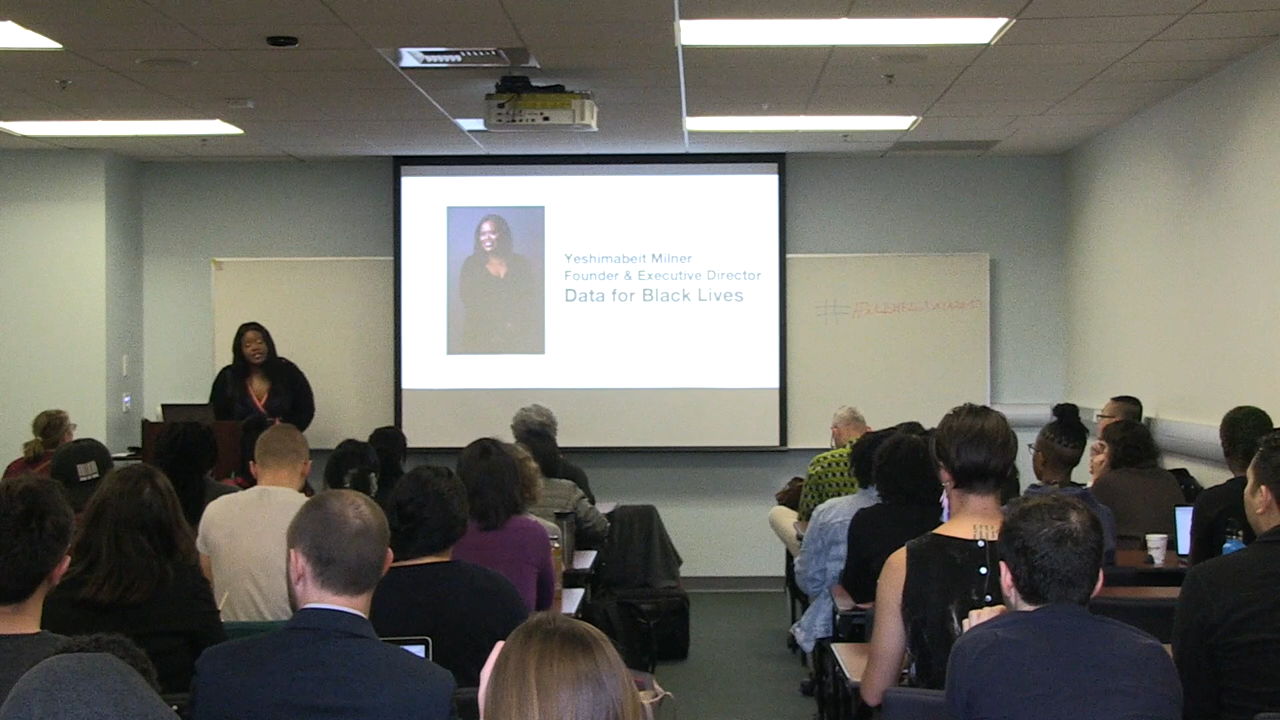 Yeshimabeit Milner
Founder & Executive Director
Data for Black Lives